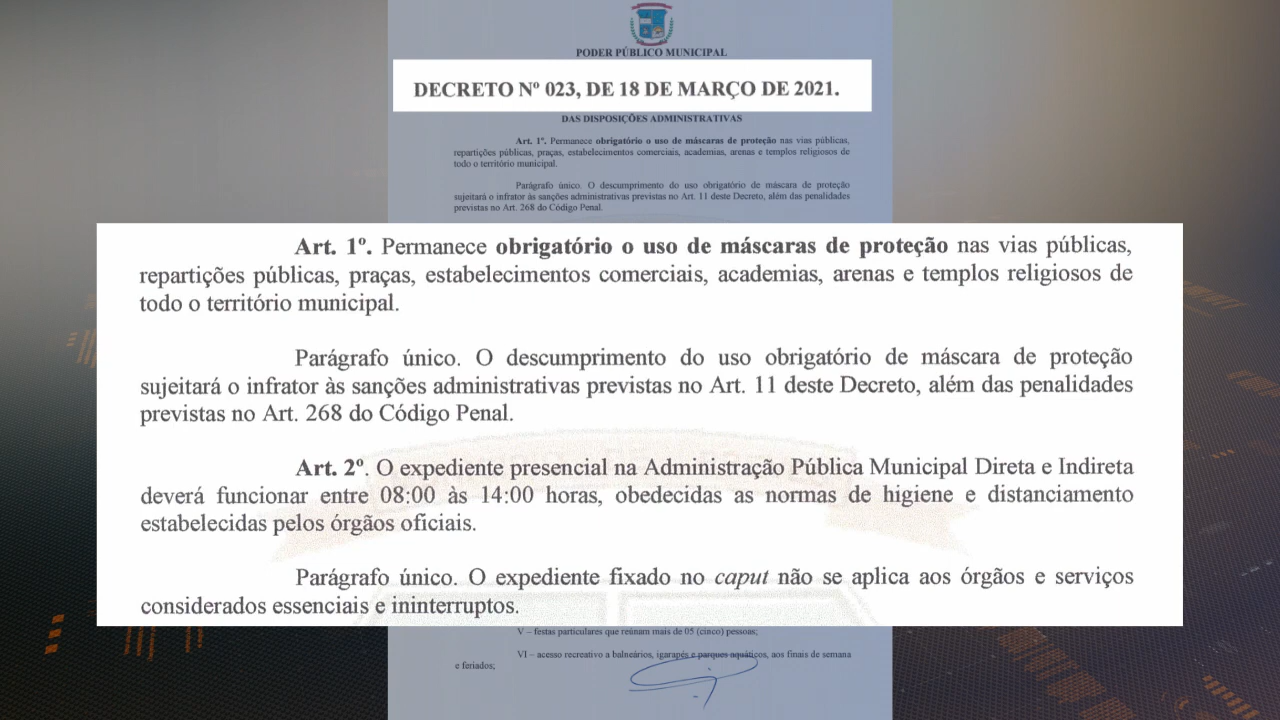 PODER PÚBLICO MUNICIPAL
DECRETO Nº 023, DE 18 DE MARÇO DE 2021.
DAS DISPOSIÇÕES ADMINISTRATIVAS
Art. 1º. Permanece obrigatório o uso de máscaras de proteção nas vias públicas,
repartições públicas, praças, estabelecimentos comerciais, academias, arenas e templos religiosos de
todo o território municipal.
Parágrafo único. O descumprimento do uso obrigatório de máscara de proteção
sujeitará o infrator às sanções administrativas previstas no Art. 11 deste Decreto, além das penalidades
previstas no Art. 268 do Código Penal.
Art. 1º. Permanece obrigatório o uso de máscaras de proteção nas vias públicas,
repartições públicas, praças, estabelecimentos comerciais, academias, arenas e templos religiosos de
todo o território municipal.
Parágrafo único. O descumprimento do uso obrigatório de máscara de proteção
sujeitará o infrator às sanções administrativas previstas no Art. 11 deste Decreto, além das penalidades
previstas no Art. 268 do Código Penal.
Art. 2º. O expediente presencial na Administração Pública Municipal Direta e Indireta
deverá funcionar entre 08:00 às 14:00 horas, obedecidas as normas de higiene e distanciamento
estabelecidas pelos órgãos oficiais.
Parágrafo único. O expediente fixado no caput não se aplica aos órgãos e serviços
considerados essenciais e ininterruptos.
V – festas particulares que reúnam mais de 05 (cinco) pessoas;
VI – acesso recreativo a balneários, igarapés e parques aquáticos, aos finais de semana
e feriados;